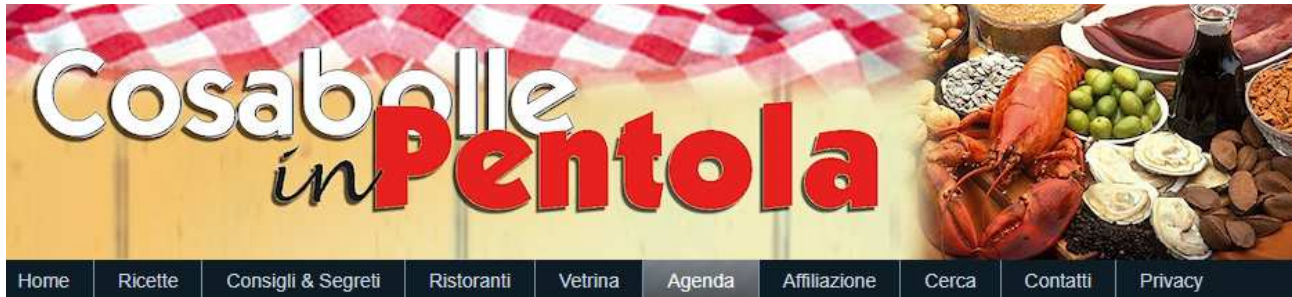 Cosabolle
in Pentola
Home Ricette Consigli & Segreti Ristoranti Vetrina Agenda Affiliazione Cerca Contatti Privacy